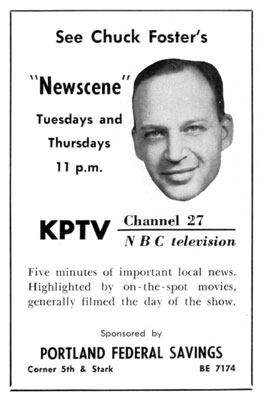 See Chuck Foster's
"Newscene"
Tuesdays and
Thursdays
11 p.m.
KPTV
Channel 27
NBC television
Five minutes of important local news.
Highlighted by on-the-spot movies,
generally filmed the day of the show.
Sponsored by
PORTLAND FEDERAL SAVINGS
Corner 5th & Stark BE 7174